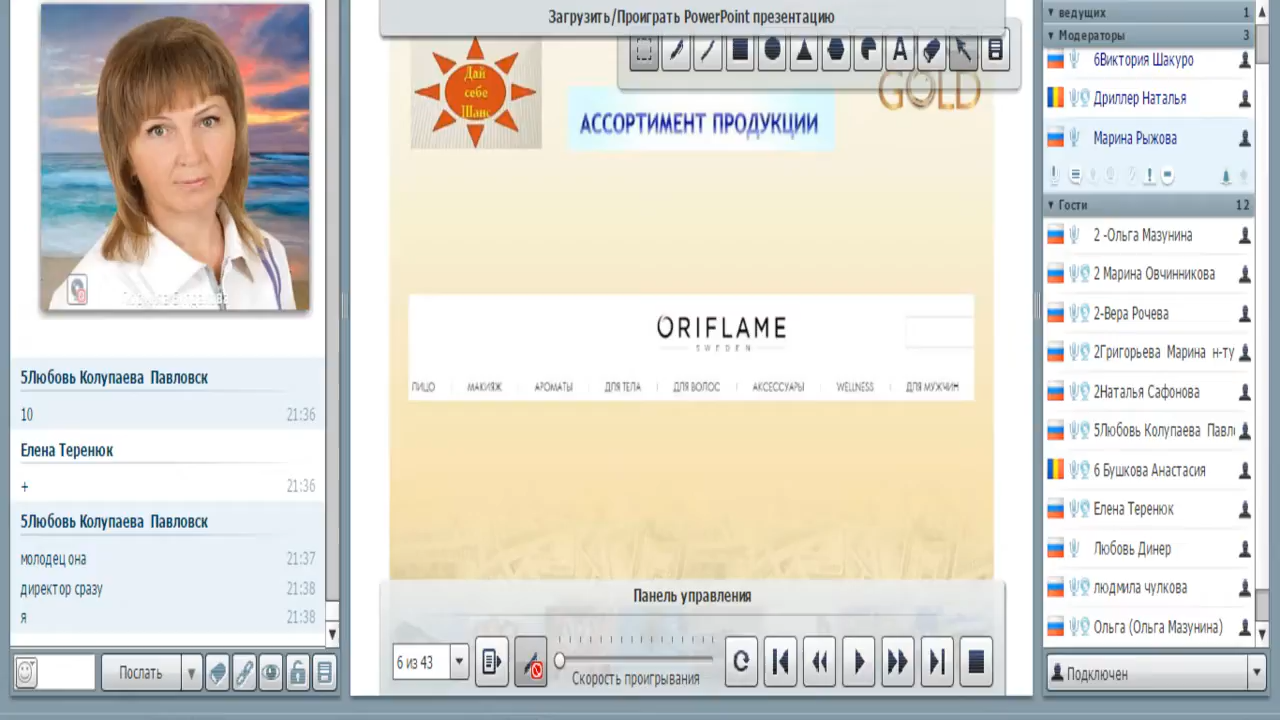 5Любовь Колупаева Павловск
10 21:36
Елена Теренюк
+ 21:36
5Любовь Колупаева Павловск
молодец она 21:37
директор сразу 21:38
я 21:38
Послать
Загрузить/Проиграть PowerPoint презентацию
A
Дай
себе
Шанс
GOLD
АССОРТИМЕНТ ПРОДУКЦИИ
ORIFLAME
SWEDEN
ЛИЦО МАКИЯЖ АРОМАТЫ ДЛЯ ТЕЛА ДЛЯ ВОЛОС АКСЕССУАРЫ WELLNESS ДЛЯ МУЖЧИН
Панель управления
6 из 43
Скорость проигрывания
ведущих 1
Модераторы 3
6Виктория Шакуро
Дриллер Наталья
Марина Рыжова
Гости 12
2 -Ольга Мазунина
2 Марина Овчинникова
2-Вера Рочева
2Григорьева Марина н-ту
2Наталья Сафонова
5Любовь Колупаева Павл
6 Бушкова Анастасия
Елена Теренюк
Любовь Динер
людмила чулкова
Ольга (Ольга Мазунина)
Подключен